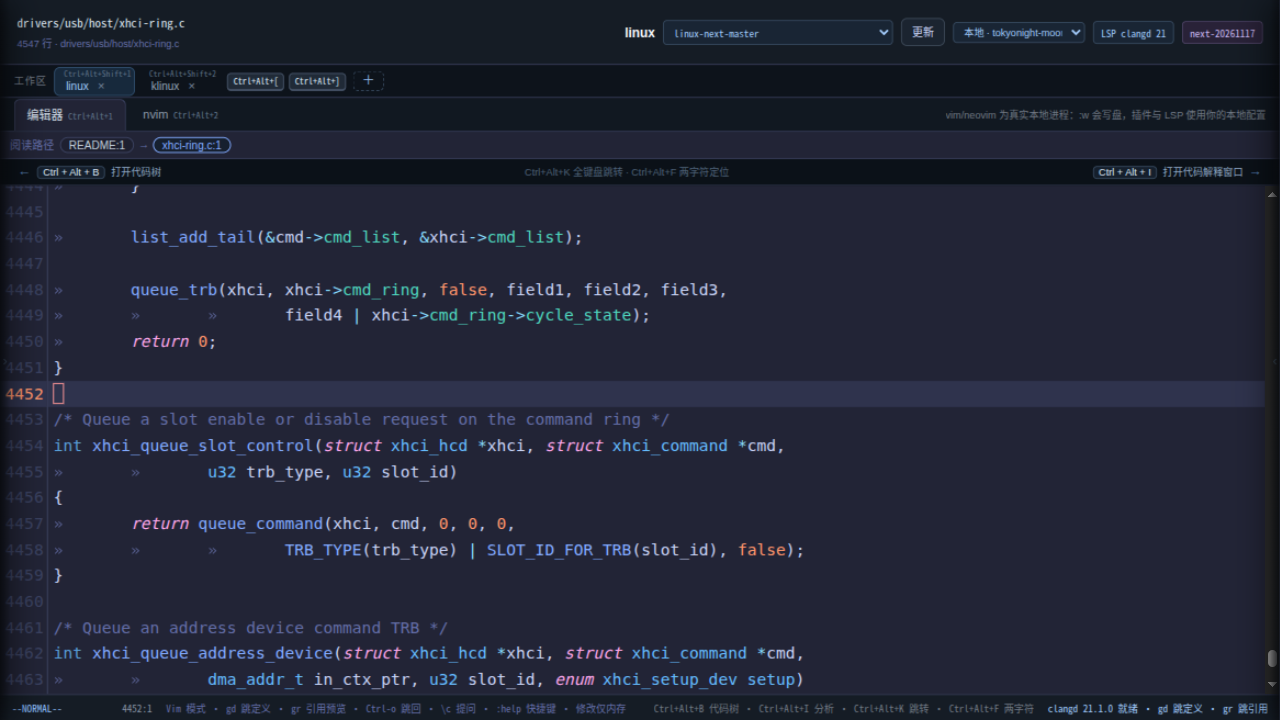 drivers/usb/host/xhci-ring.c
4547 行 · drivers/usb/host/xhci-ring.c
linux linux-next-master 更新 本地 · tokyonight-moon LSP clangd 21 next-20261117
工作区 Ctrl+Alt+Shift+1 linux × Ctrl+Alt+Shift+2 klinux × Ctrl+Alt+[ Ctrl+Alt+] +
编辑器 Ctrl+Alt+1 nvim Ctrl+Alt+2 vim/neovim 为真实本地进程：:w 会写盘，插件与 LSP 使用你的本地配置
阅读路径 README:1 → xhci-ring.c:1
← Ctrl + Alt + B 打开代码树 Ctrl+Alt+K 全键盘跳转 · Ctrl+Alt+F 两字符定位 Ctrl + Alt + I 打开代码解释窗口 →
4444 » }
4445
4446 » list_add_tail(&cmd->cmd_list, &xhci->cmd_list);
4447
4448 » queue_trb(xhci, xhci->cmd_ring, false, field1, field2, field3,
4449 » » » field4 | xhci->cmd_ring->cycle_state);
4450 » return 0;
4451 }
4452
4453 /* Queue a slot enable or disable request on the command ring */
4454 int xhci_queue_slot_control(struct xhci_hcd *xhci, struct xhci_command *cmd,
4455 » » u32 trb_type, u32 slot_id)
4456 {
4457 » return queue_command(xhci, cmd, 0, 0, 0,
4458 » » » TRB_TYPE(trb_type) | SLOT_ID_FOR_TRB(slot_id), false);
4459 }
4460
4461 /* Queue an address device command TRB */
4462 int xhci_queue_address_device(struct xhci_hcd *xhci, struct xhci_command *cmd,
4463 » » dma_addr_t in_ctx_ptr, u32 slot_id, enum xhci_setup_dev setup)
--NORMAL-- 4452:1 Vim 模式 · gd 跳定义 · gr 引用预览 · Ctrl-o 跳回 · \c 提问 · :help 快捷键 · 修改仅内存 Ctrl+Alt+B 代码树 · Ctrl+Alt+I 分析 · Ctrl+Alt+K 跳转 · Ctrl+Alt+F 两字符 clangd 21.1.0 就绪 · gd 跳定义 · gr 跳引用